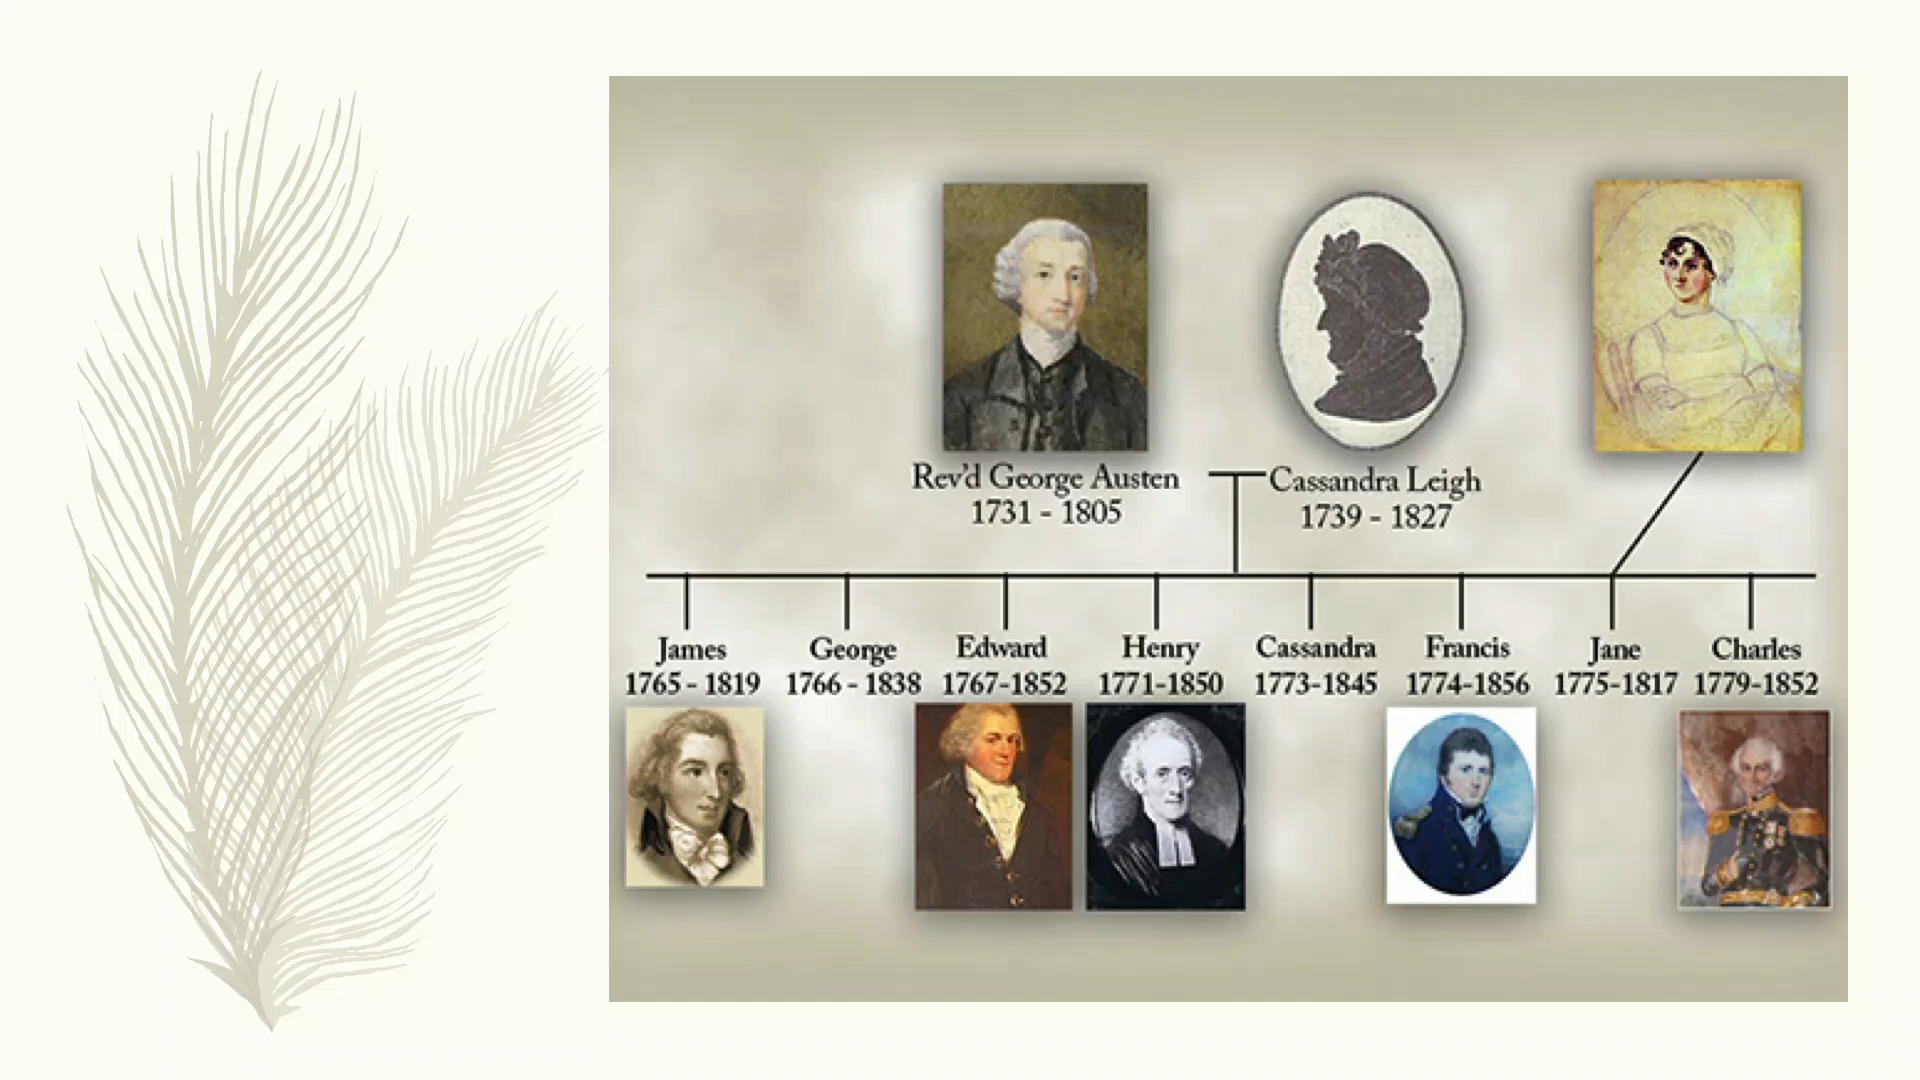 Rev'd George Austen
1731 - 1805
Cassandra Leigh
1739 - 1827
James
1765 - 1819
George
1766 - 1838
Edward
1767-1852
Henry
1771-1850
Cassandra
1773-1845
Francis
1774-1856
Jane
1775-1817
Charles
1779-1852